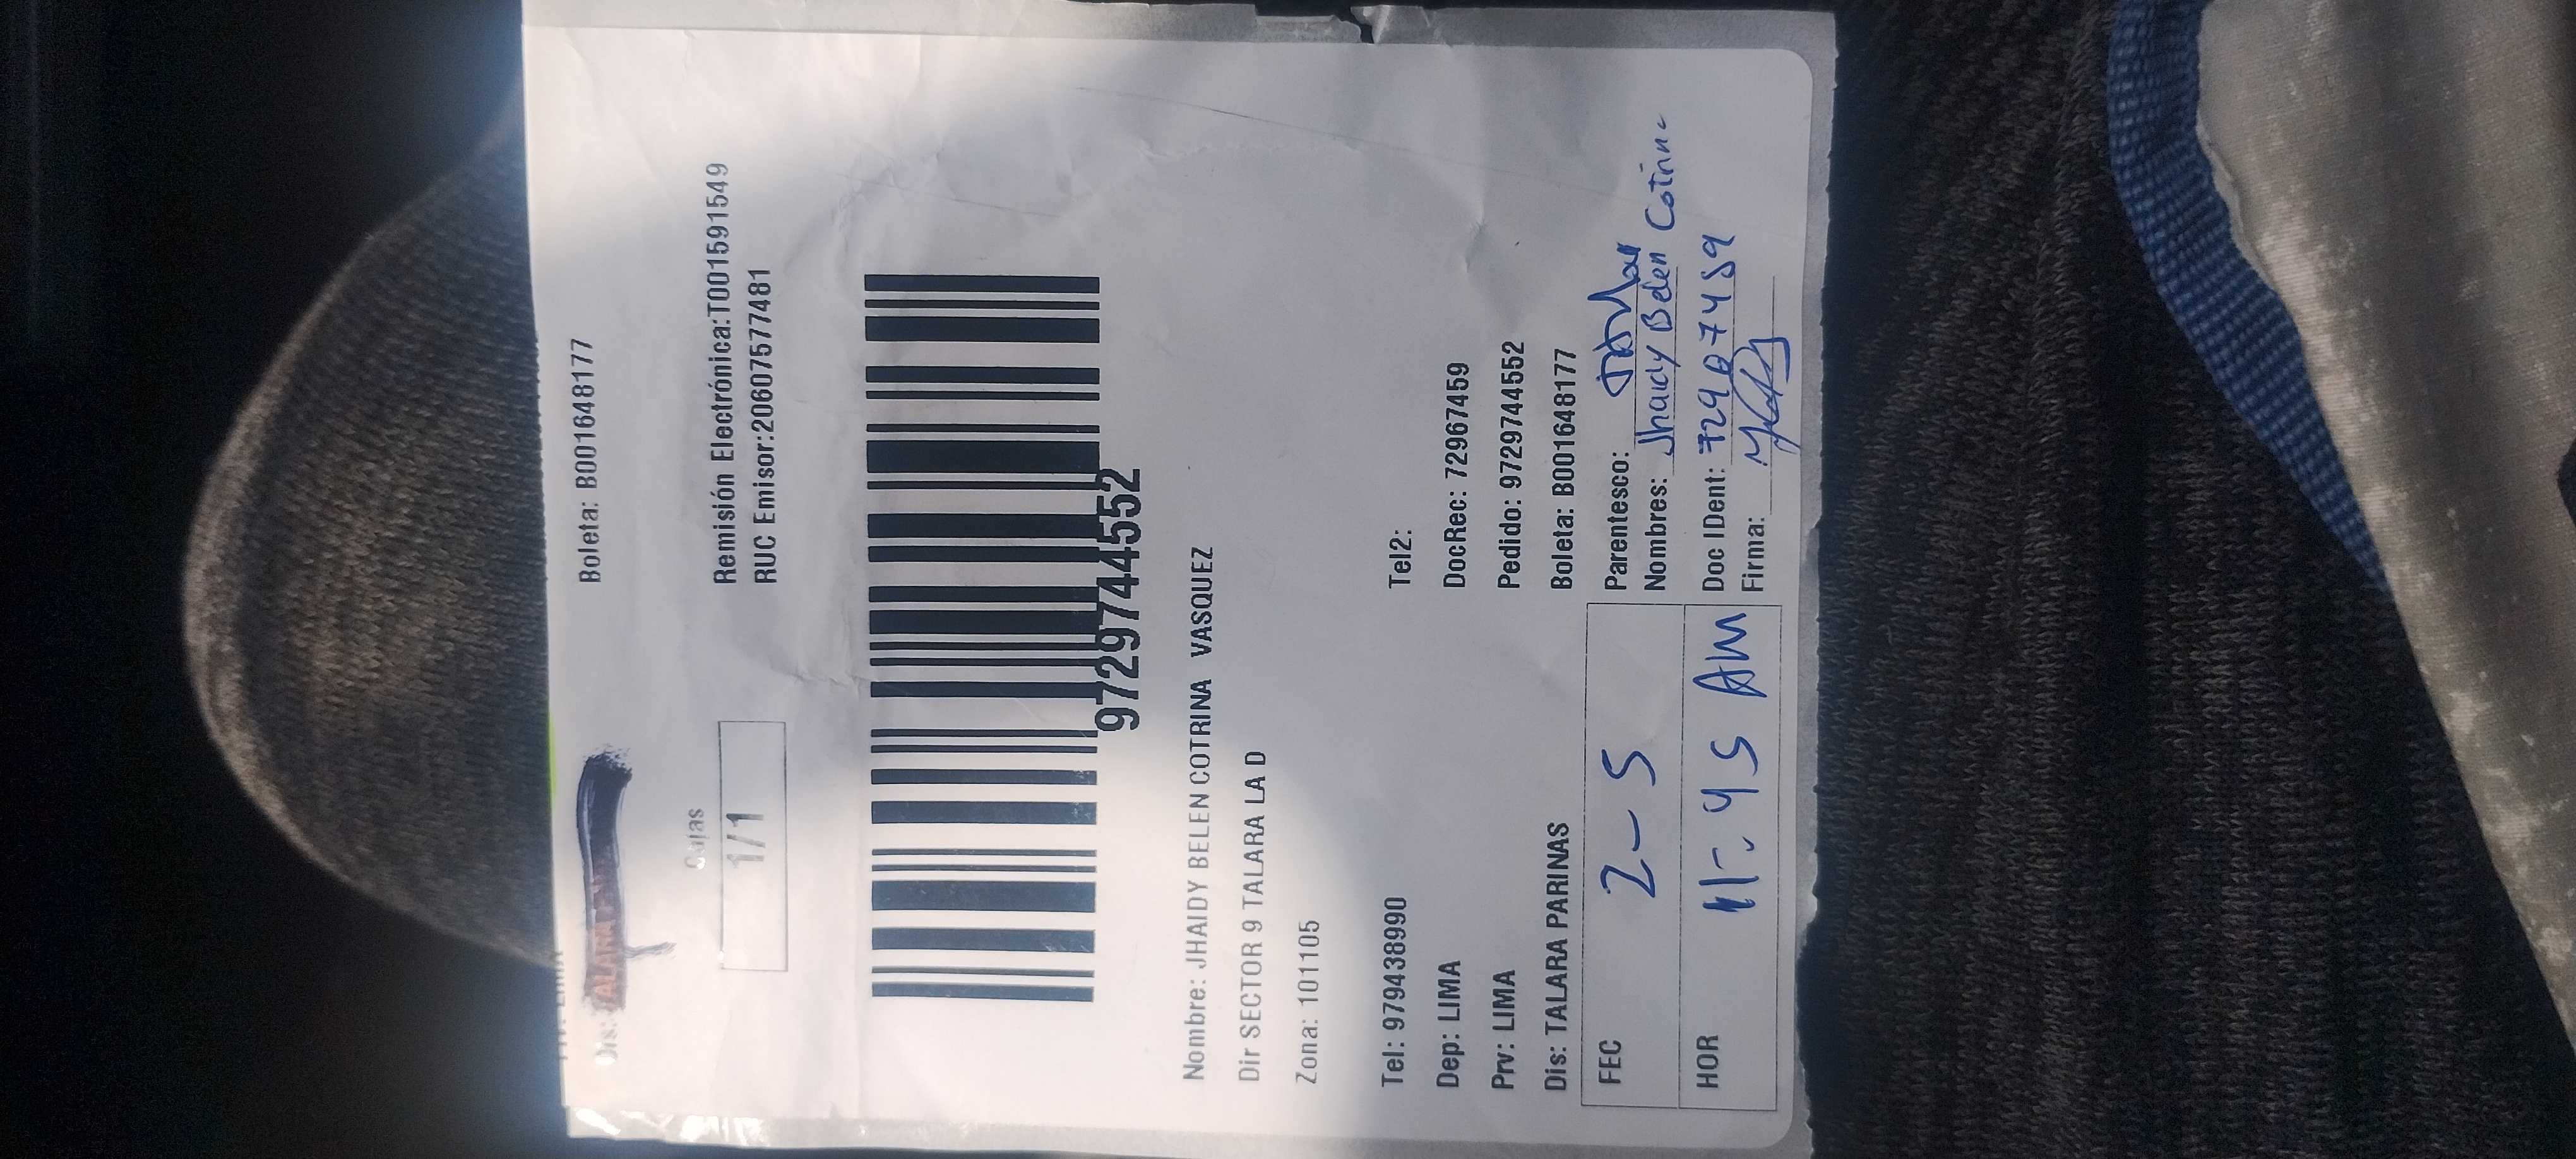 Boleta: B001648177
Dis: TALARA
Cajas
1/1
Remisión Electrónica:T001591549
RUC Emisor:20607577481
9729744552
Nombre: JHAIDY BELEN COTRINA VASQUEZ
Dir SECTOR 9 TALARA LA D
Zona: 101105
Tel: 979438990 Tel2:
Dep: LIMA DocRec: 72967459
Prv: LIMA Pedido: 9729744552
Dis: TALARA PARINAS Boleta: B001648177
FEC 2-5 Parentesco:
Nombres: Jhaidy Belen Cotrina
HOR 11:45 AM Doc IDent: 72967459
Firma: